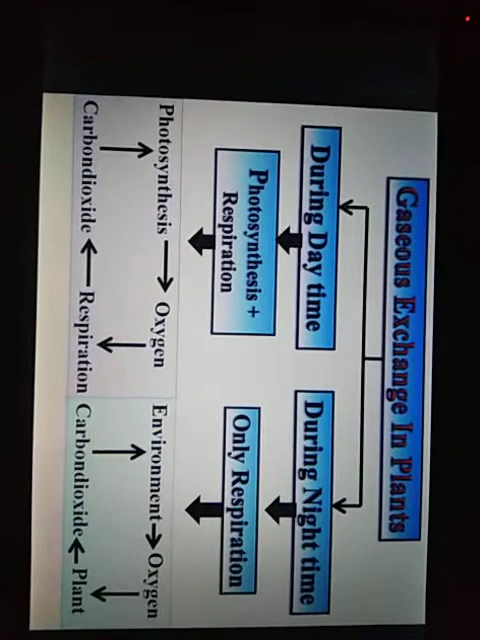 Gaseous Exchange In Plants
During Day time
During Night time
Photosynthesis +
Respiration
Only Respiration
Photosynthesis → Oxygen
Carbondioxide ← Respiration
Environment → Oxygen
Carbondioxide ← Plant